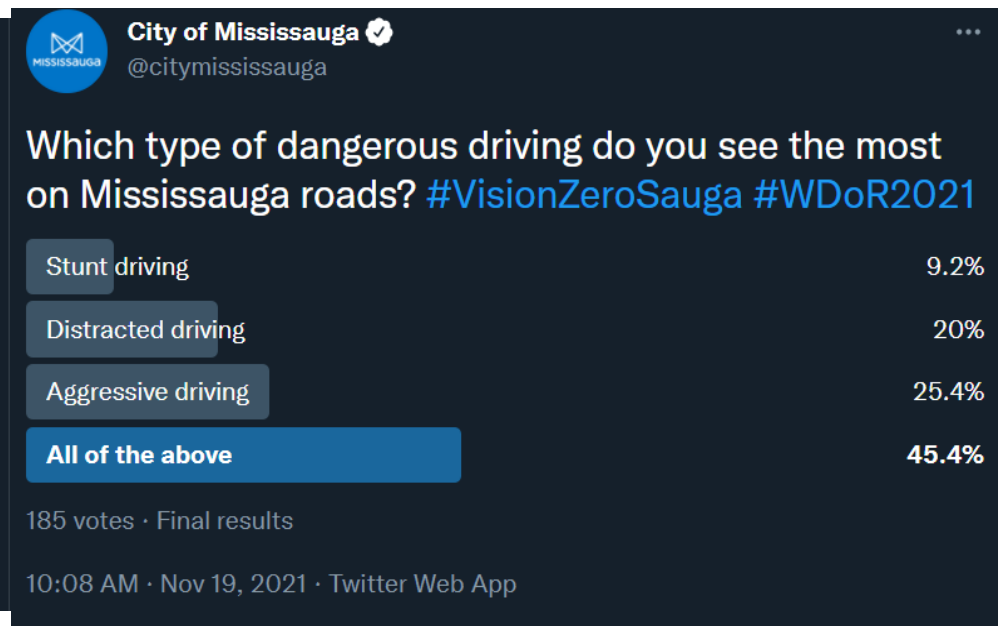 City of Mississauga
MISSISSAUGA
@citymississauga
Which type of dangerous driving do you see the most
on Mississauga roads? #VisionZeroSauga #WDoR2021
Stunt driving 9.2%
Distracted driving 20%
Aggressive driving 25.4%
All of the above 45.4%
185 votes · Final results
10:08 AM · Nov 19, 2021 · Twitter Web App